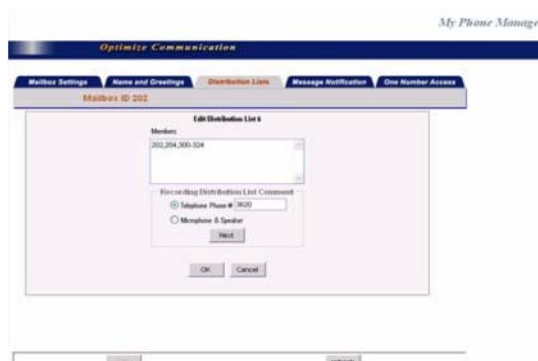 My Phone Manage
Optimize Communication
Mailbox Settings Name and Greetings Distribution Lists Message Notification One Number Access
Mailbox ID 202
Edit Distribution List 6
Members:
202,204,300-324
Recording Distribution List Comment
Telephone Phone # 3620
Microphone & Speaker
Next
OK Cancel